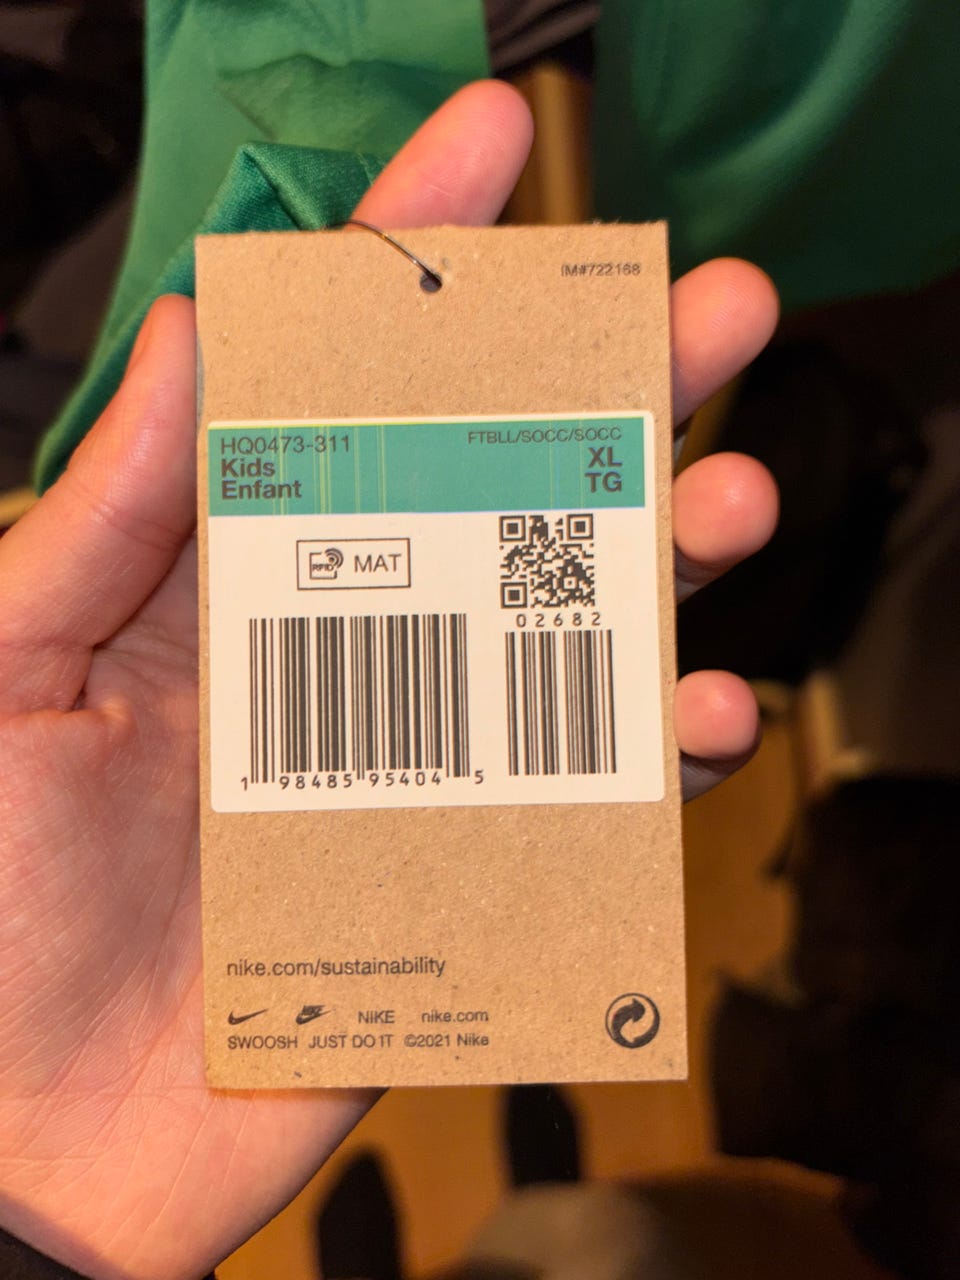 IM#722168
HQ0473-311 FTBLL/SOCC/SOCC
Kids XL
Enfant TG
RFID MAT
02682
1 98485 95404 5
nike.com/sustainability
NIKE nike.com
SWOOSH JUST DO IT ©2021 Nike